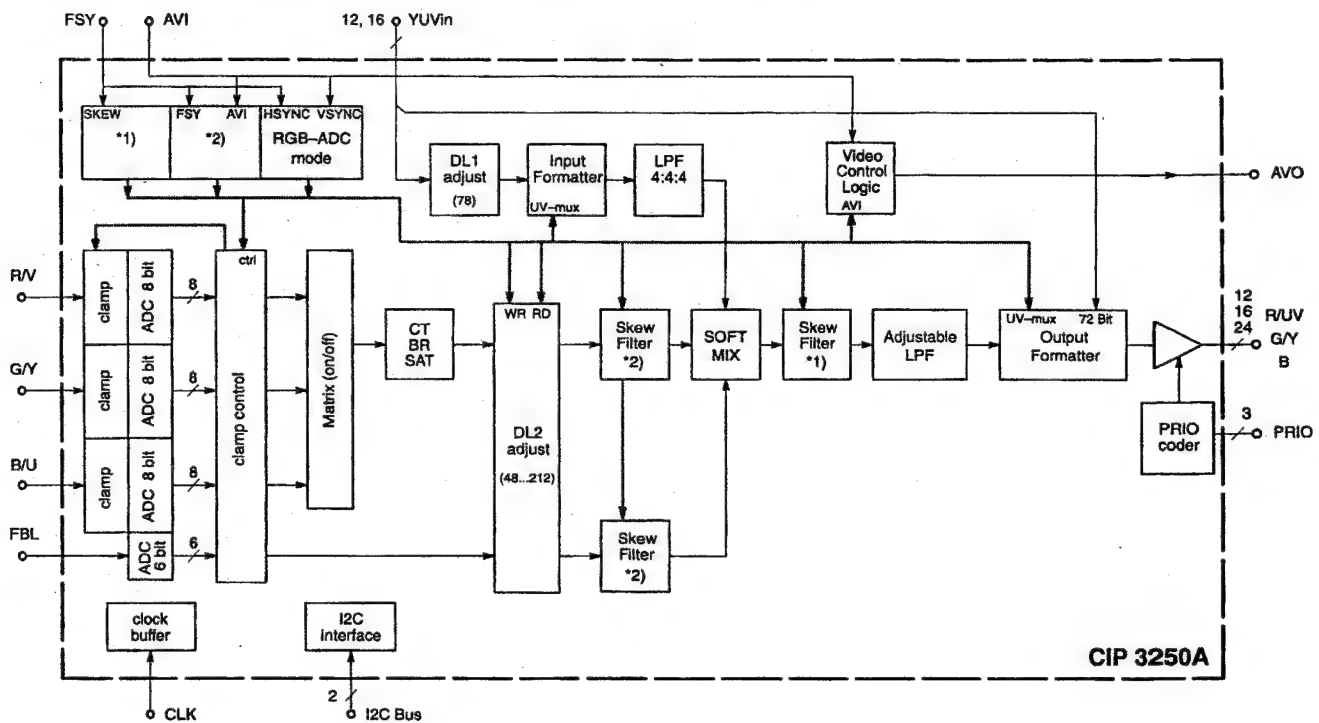 FSY
AVI
12, 16
YUVin
SKEW
*1)
FSY AVI
*2)
HSYNC VSYNC
RGB–ADC
mode
DL1
adjust
(78)
Input
Formatter
UV–mux
LPF
4:4:4
Video
Control
Logic
AVI
AVO
R/V
clamp
ADC 8 bit
8
ctrl
clamp control
Matrix (on/off)
G/Y
clamp
ADC 8 bit
8
B/U
clamp
ADC 8 bit
8
FBL
ADC
6 bit
6
CT
BR
SAT
WR RD
DL2
adjust
(48...212)
Skew
Filter
*2)
SOFT
MIX
Skew
Filter
*1)
Adjustable
LPF
UV–mux 72 Bit
Output
Formatter
12
16
24
R/UV
G/Y
B
PRIO
coder
3
PRIO
Skew
Filter
*2)
clock
buffer
I2C
interface
CIP 3250A
CLK
2
I2C Bus